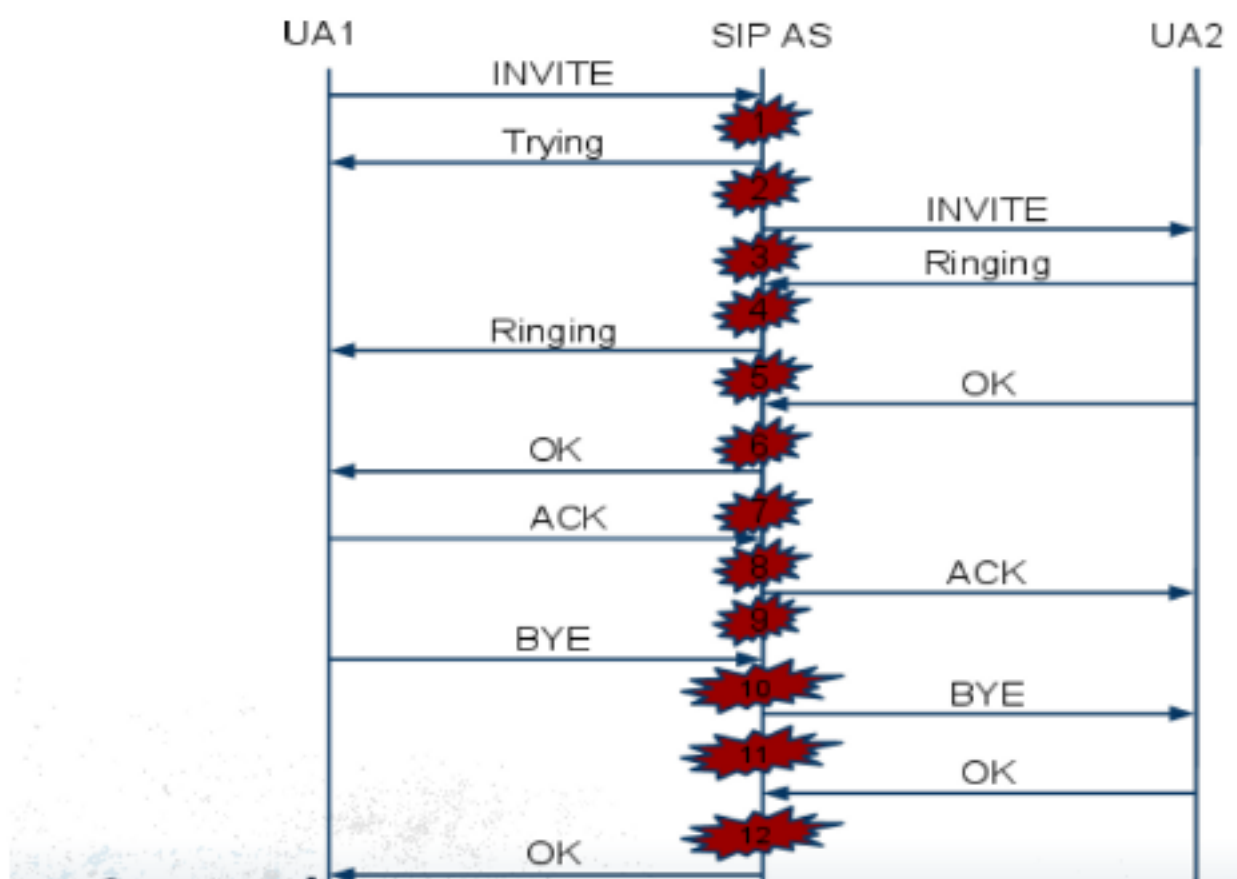 UA1 SIP AS UA2
INVITE
1
Trying
2
INVITE
3
Ringing
4
Ringing
5
OK
6
OK
7
ACK
8
ACK
9
BYE
10
BYE
11
OK
12
OK